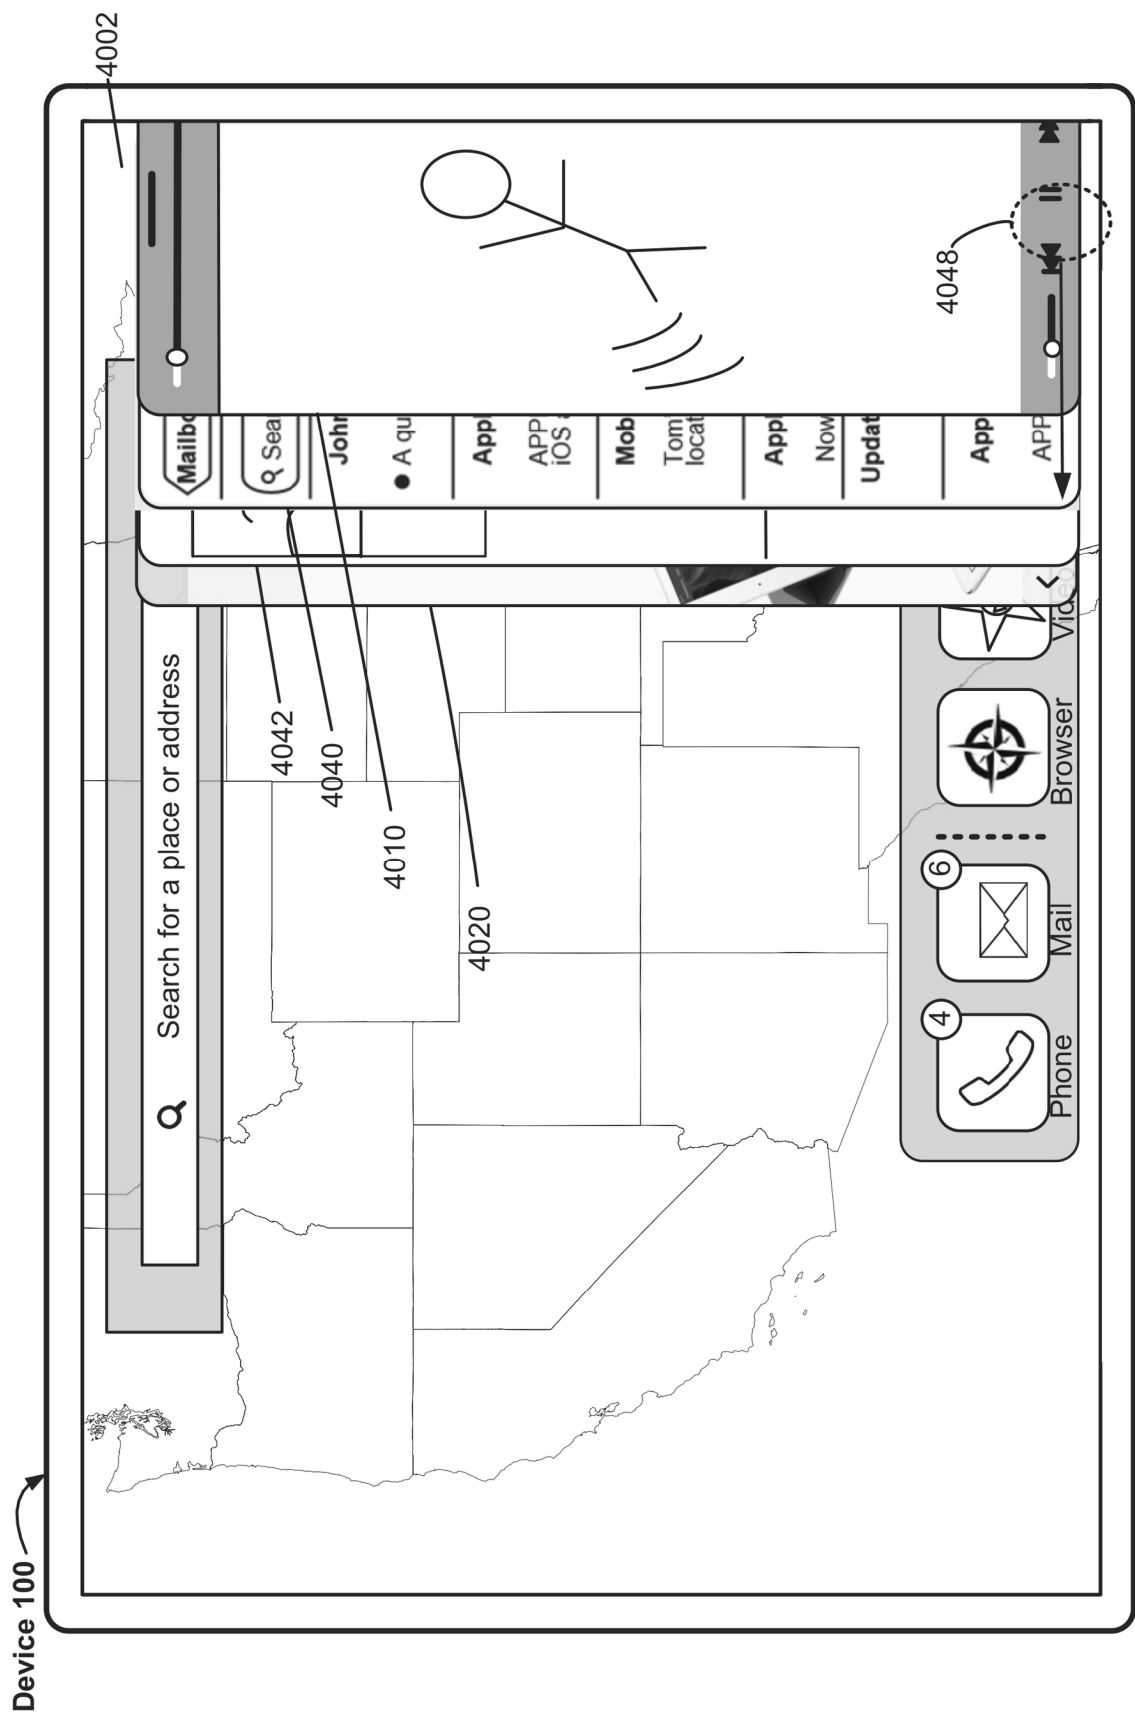 Device 100
4002
Search for a place or address
4042
4040
4010
4020
Mailbo
Sea
John
A qu
Appl
APP
iOS a
Mob
Tom'
locat
Appl
Now
Updat
App
APP
4048
4
Phone
6
Mail
Browser
Video